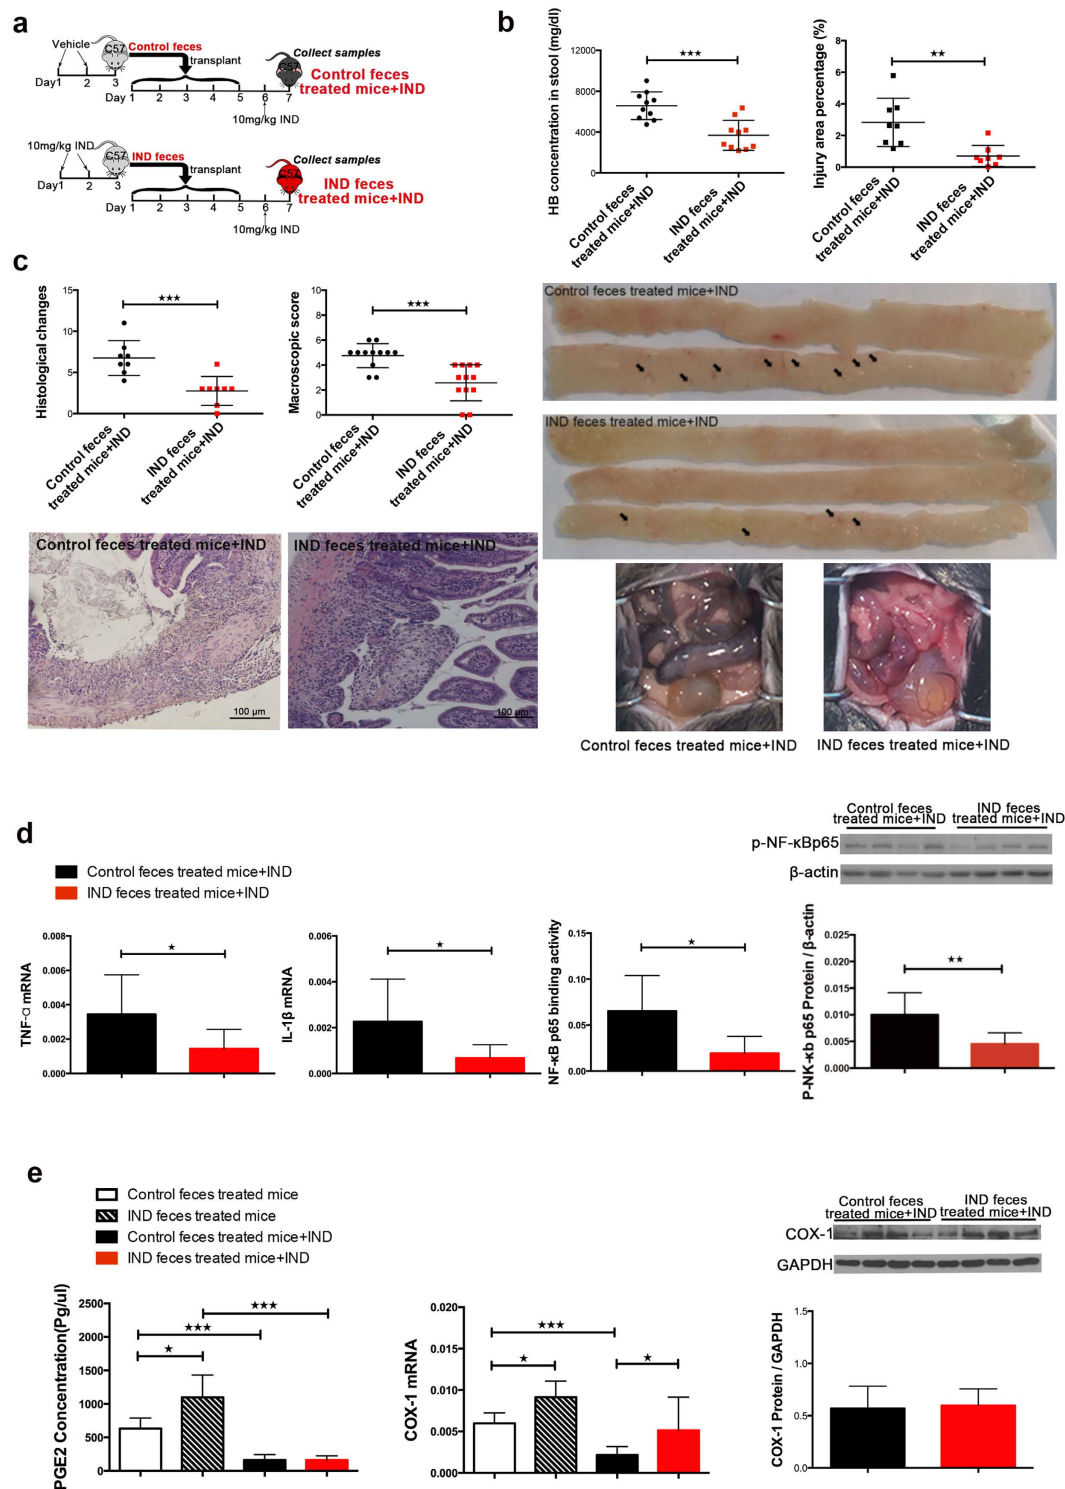 a
Vehicle
C57
Control feces
transplant
Day1 2 3
Day 1 2 3 4 5 6 7
10mg/kg IND
Collect samples
C57
Control feces
treated mice+IND
10mg/kg IND
C57
IND feces
transplant
Day1 2 3
Day 1 2 3 4 5 6 7
10mg/kg IND
Collect samples
C57
IND feces
treated mice+IND
b
HB concentration in stool (mg/dl)
12000
8000
4000
0
★★★
Control feces
treated mice+IND
IND feces
treated mice+IND
Injury area percentage (%)
8
6
4
2
0
★★
Control feces
treated mice+IND
IND feces
treated mice+IND
c
Histological changes
15
10
5
0
★★★
Control feces
treated mice+IND
IND feces
treated mice+IND
Macroscopic score
10
8
6
4
2
0
★★★
Control feces
treated mice+IND
IND feces
treated mice+IND
Control feces treated mice+IND
IND feces treated mice+IND
Control feces treated mice+IND
100 µm
IND feces treated mice+IND
100 µm
Control feces treated mice+IND
IND feces treated mice+IND
d
Control feces treated mice+IND
IND feces treated mice+IND
Control feces
treated mice+IND
IND feces
treated mice+IND
p-NF-κBp65
β-actin
TNF-α mRNA
0.008
0.006
0.004
0.002
0.000
★
IL-1β mRNA
0.006
0.004
0.002
0.000
★
NF-κB p65 binding activity
0.15
0.10
0.05
0.00
★
P-NK-kb p65 Protein / β-actin
0.025
0.020
0.015
0.010
0.005
0.000
★★
e
Control feces treated mice
IND feces treated mice
Control feces treated mice+IND
IND feces treated mice+IND
Control feces
treated mice+IND
IND feces
treated mice+IND
COX-1
GAPDH
PGE2 Concentration(Pg/ul)
2500
2000
1500
1000
500
0
★★★
★★★
★
COX-1 mRNA
0.020
0.015
0.010
0.005
0.000
★★★
★
★
COX-1 Protein / GAPDH
1.5
1.0
0.5
0.0